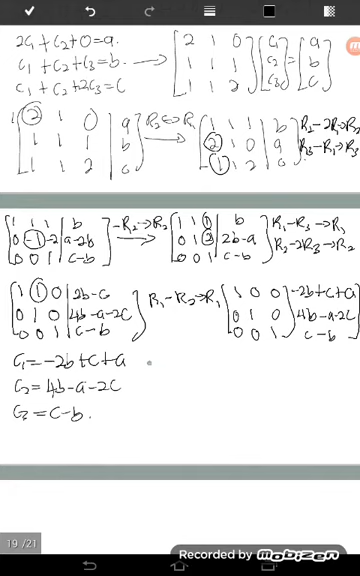 2C1 + C2 + 0 = a.
C1 + C2 + C3 = b. → [2 1 0; 1 1 1; 1 1 2] [C1; C2; C3] = [a; b; c]
C1 + C2 + 2C3 = C
[2 1 0 | a; 1 1 1 | b; 1 1 2 | c] R2 ↔ R1 → [1 1 1 | b; 2 1 0 | a; 1 1 2 | c] R2 - 2R1 → R2
R3 - R1 → R3
[1 1 1 | b; 0 -1 -2 | a-2b; 0 0 1 | c-b] -R2 → R2 [1 1 1 | b; 0 1 2 | 2b-a; 0 0 1 | c-b] R1 - R3 → R1
R2 - 2R3 → R2
[1 1 0 | 2b-c; 0 1 0 | 4b-a-2c; 0 0 1 | c-b] R1 - R2 → R1 [1 0 0 | -2b+c+a; 0 1 0 | 4b-a-2c; 0 0 1 | c-b]
C1 = -2b + c + a
C2 = 4b - a - 2c
C3 = c - b.
19 /21
Recorded by Mobizen